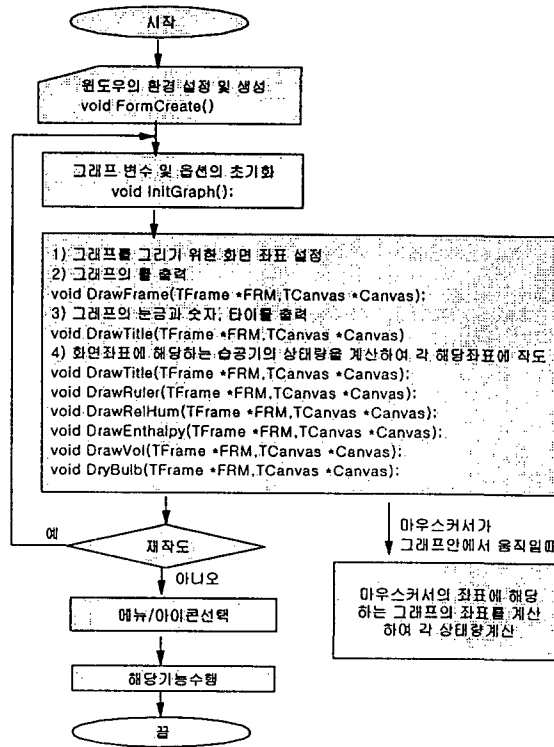 시작
윈도우의 환경 설정 및 생성
void FormCreate()
그래프 변수 및 옵션의 초기화
void InitGraph();
1) 그래프를 그리기 위한 화면 좌표 설정
2) 그래프의 틀 출력
void DrawFrame(TFrame *FRM,TCanvas *Canvas);
3) 그래프의 눈금과 숫자, 타이틀 출력
void DrawTitle(TFrame *FRM,TCanvas *Canvas)
4) 화면좌표에 해당하는 습공기의 상태량을 계산하여 각 해당좌표에 작도
void DrawTitle(TFrame *FRM,TCanvas *Canvas);
void DrawRuler(TFrame *FRM,TCanvas *Canvas);
void DrawRelHum(TFrame *FRM,TCanvas *Canvas);
void DrawEnthalpy(TFrame *FRM,TCanvas *Canvas);
void DrawVol(TFrame *FRM,TCanvas *Canvas);
void DryBulb(TFrame *FRM,TCanvas *Canvas);
예
재작도
아니오
마우스커서가
그래프안에서 움직일때
메뉴/아이콘선택
마우스커서의 좌표에 해당
하는 그래프의 좌표를 계산
하여 각 상태량계산
해당기능수행
끝